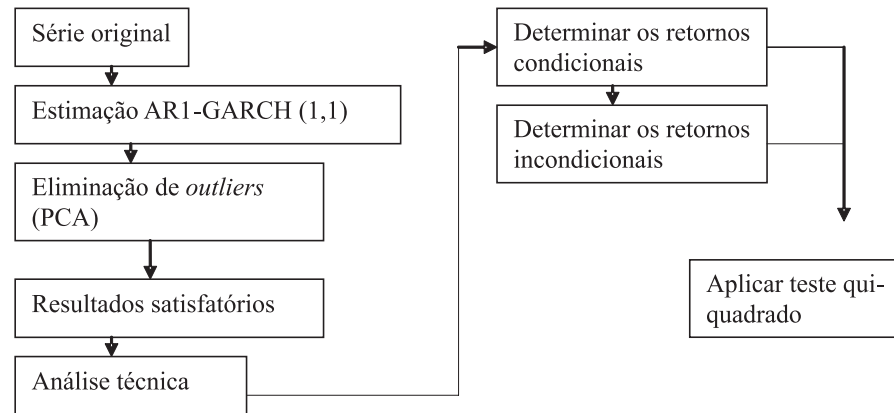 Série original
Estimação AR1-GARCH (1,1)
Eliminação de outliers
(PCA)
Resultados satisfatórios
Análise técnica
Determinar os retornos
condicionais
Determinar os retornos
incondicionais
Aplicar teste qui-
quadrado